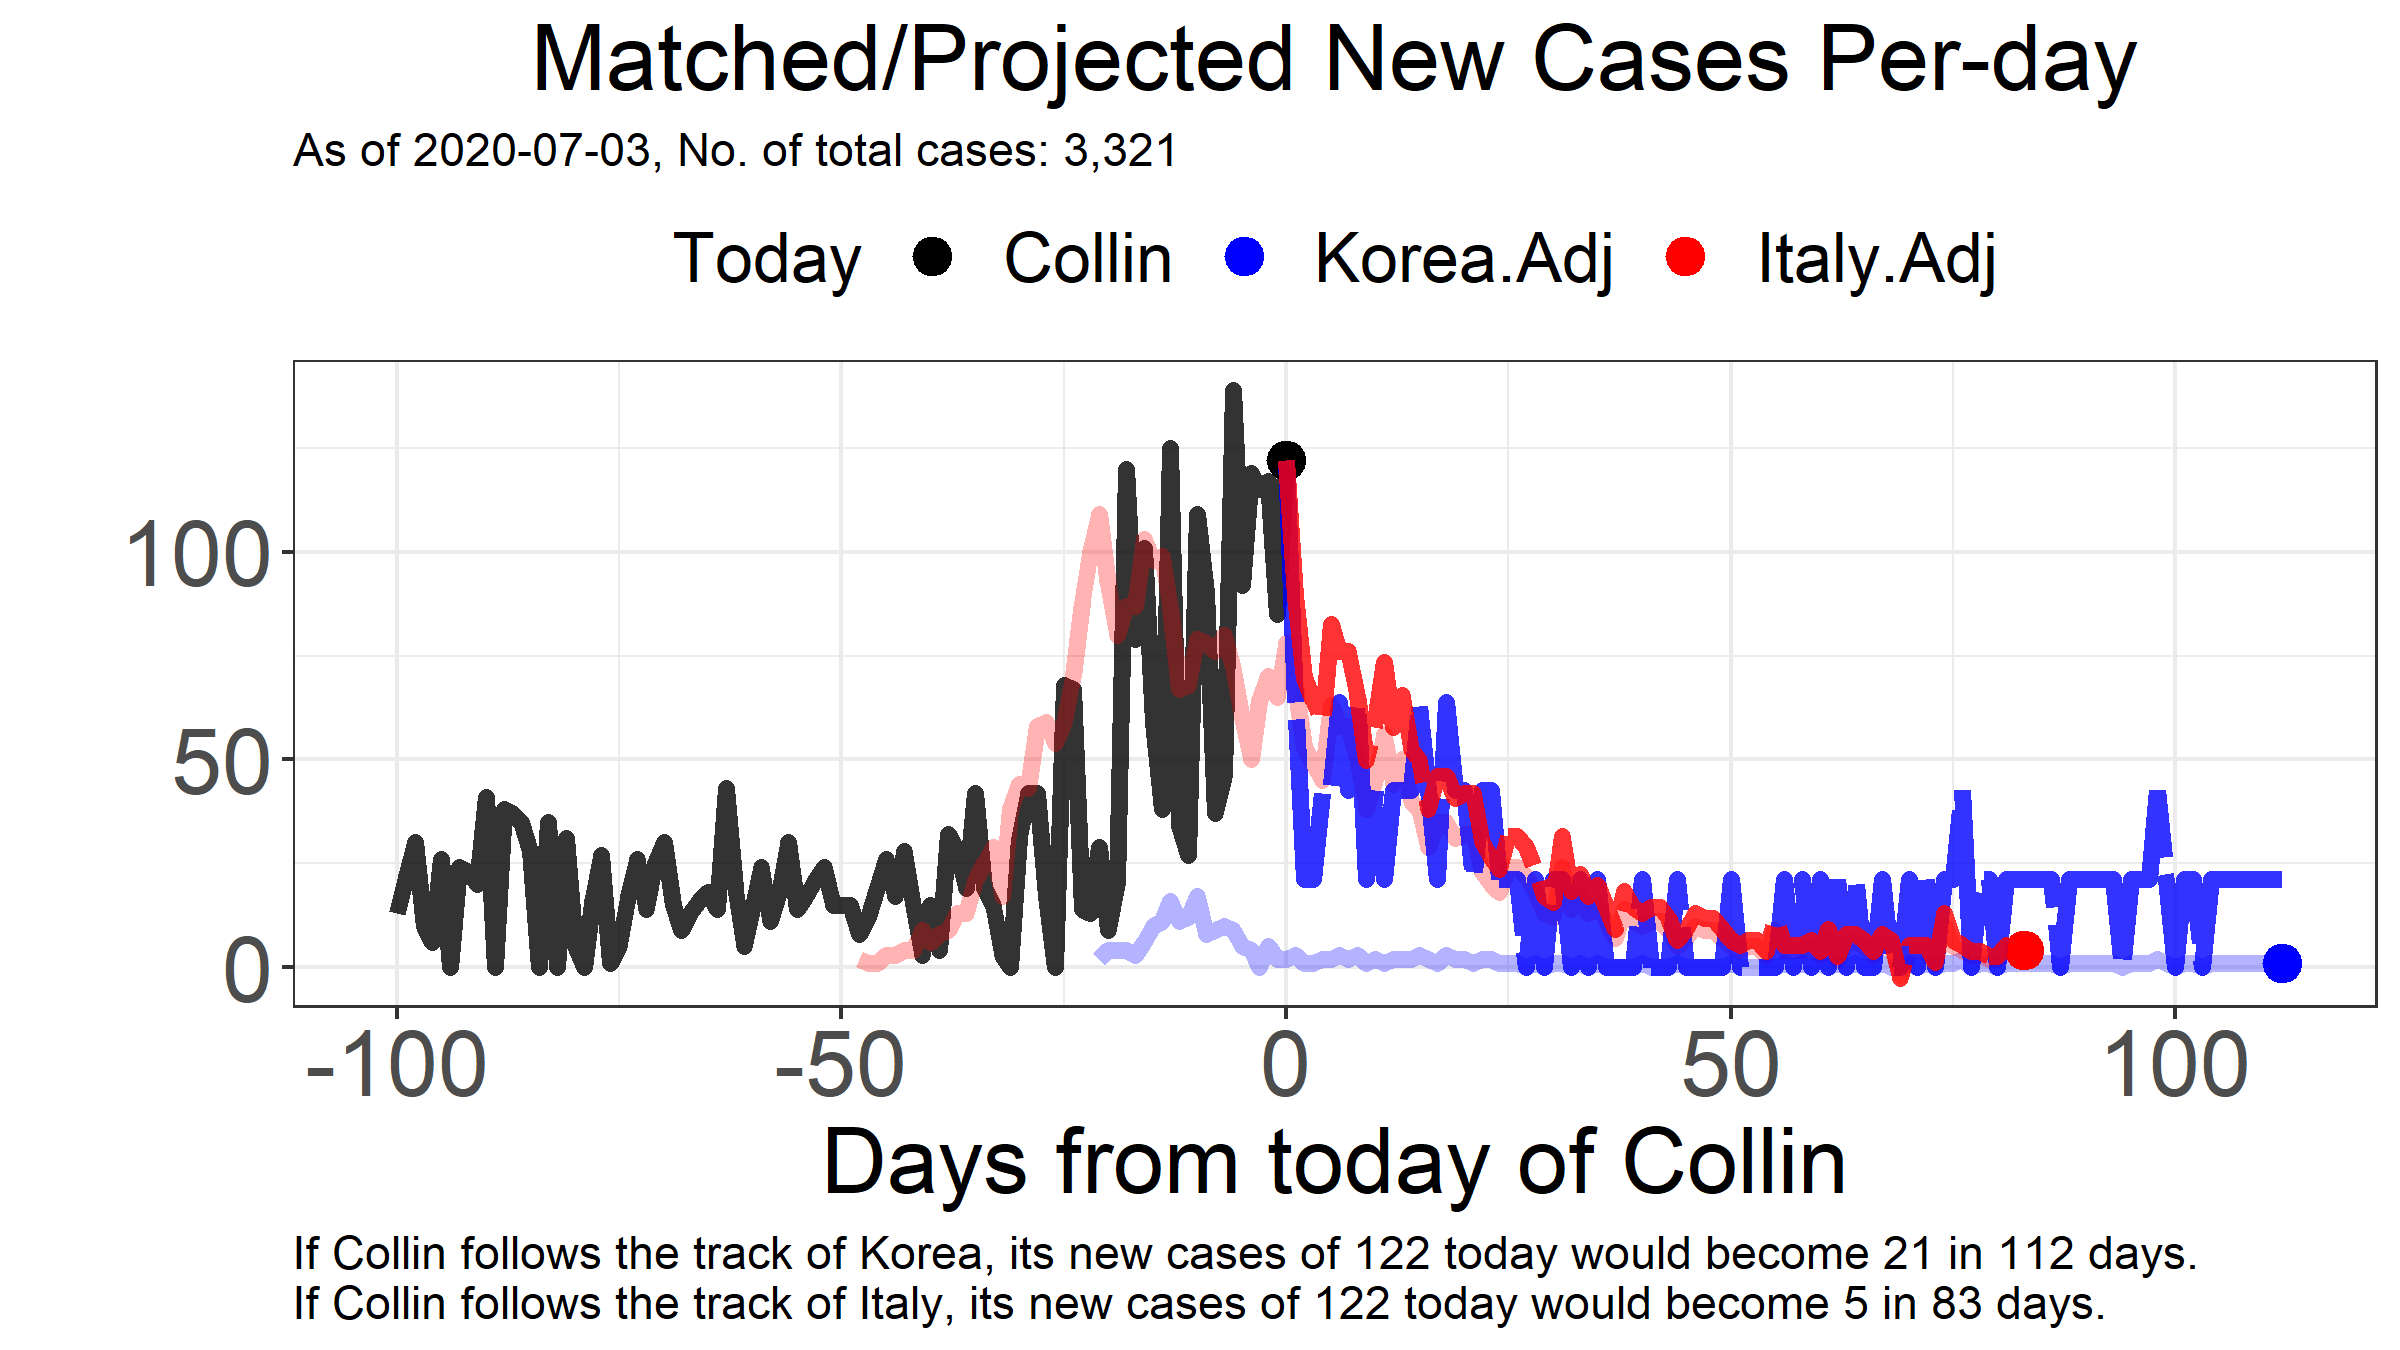 Matched/Projected New Cases Per-day
As of 2020-07-03, No. of total cases: 3,321
Today Collin Korea.Adj Italy.Adj
100
50
0
-100 -50 0 50 100
Days from today of Collin
If Collin follows the track of Korea, its new cases of 122 today would become 21 in 112 days.
If Collin follows the track of Italy, its new cases of 122 today would become 5 in 83 days.